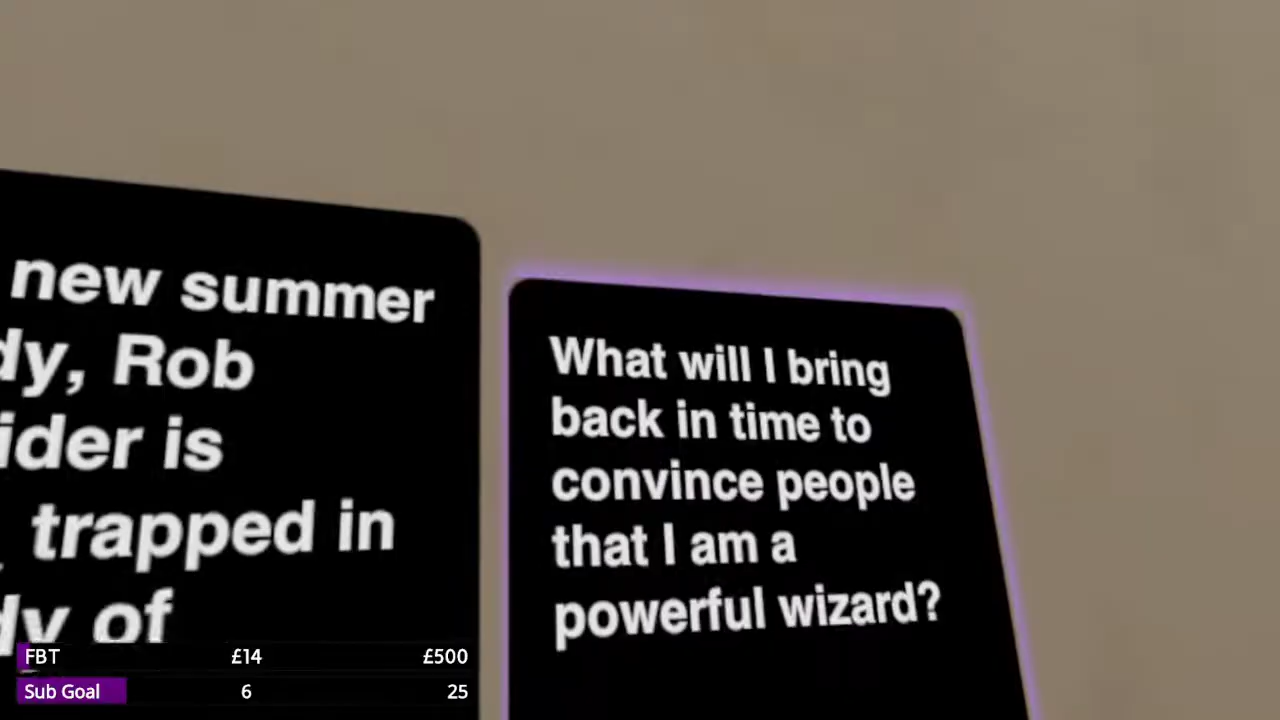 new summer
dy, Rob
ider is
trapped in
dy of
What will I bring
back in time to
convince people
that I am a
powerful wizard?
FBT £14 £500
Sub Goal 6 25